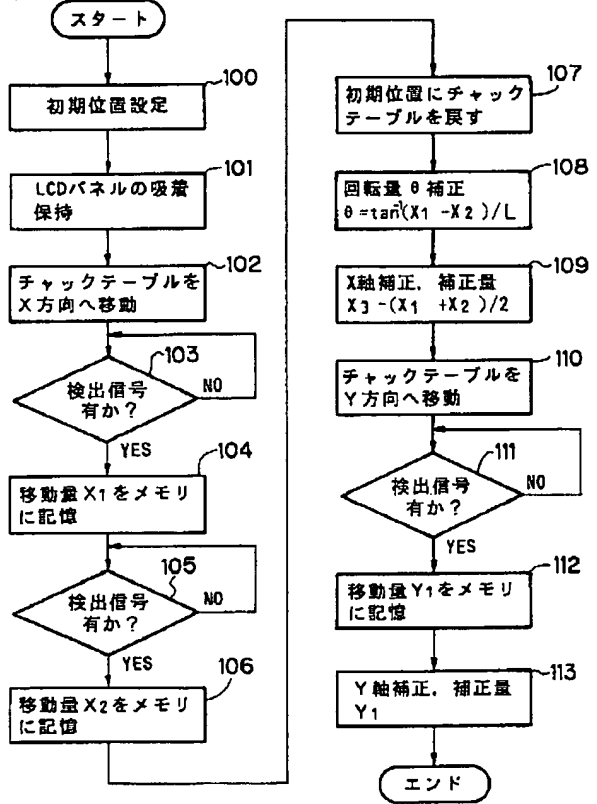 スタート
100
初期位置設定
101
LCDパネルの吸着
保持
102
チャックテーブルを
X方向へ移動
103
検出信号
有か?
NO
YES
104
移動量X1をメモリ
に記憶
105
検出信号
有か?
NO
YES
106
移動量X2をメモリ
に記憶
107
初期位置にチャック
テーブルを戻す
108
回転量θ補正
θ=tan⁻¹(X1-X2)/L
109
X軸補正.補正量
X3-(X1+X2)/2
110
チャックテーブルを
Y方向へ移動
111
検出信号
有か?
NO
YES
112
移動量Y1をメモリ
に記憶
113
Y軸補正.補正量
Y1
エンド